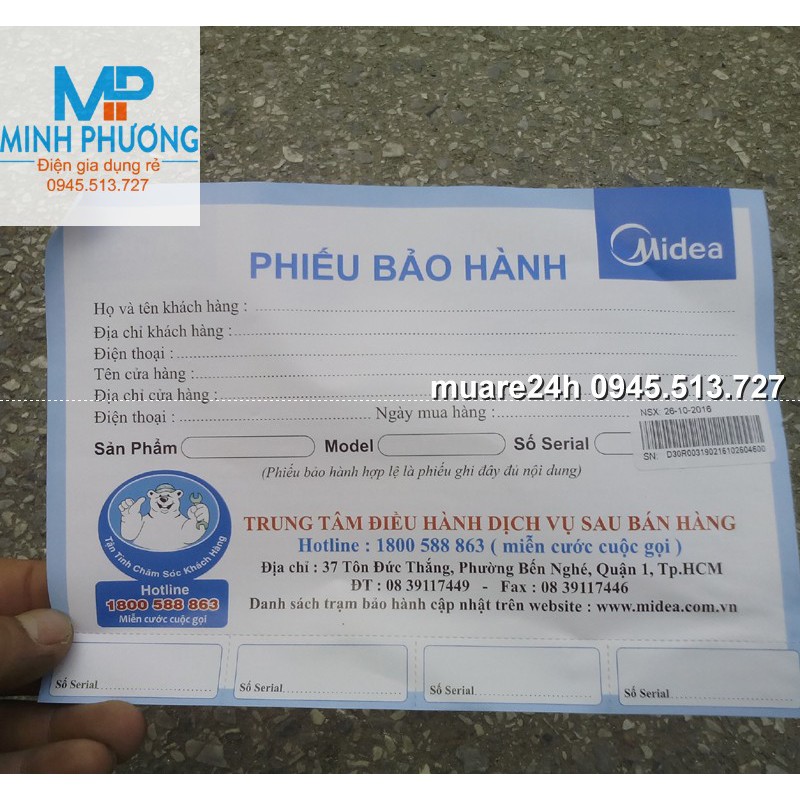 MP
MINH PHƯƠNG
Điện gia dụng rẻ
0945.513.727
Midea
PHIẾU BẢO HÀNH
Họ và tên khách hàng :
Địa chỉ khách hàng :
Điện thoại :
Tên cửa hàng :
Địa chỉ cửa hàng :
muare24h 0945.513.727
Điện thoại : Ngày mua hàng :
NSX: 26-10-2016
Sản Phẩm Model Số Serial
SN: D30R003190216102504600
(Phiếu bảo hành hợp lệ là phiếu ghi đây đủ nội dung)
TRUNG TÂM ĐIỀU HÀNH DỊCH VỤ SAU BÁN HÀNG
Hotline : 1800 588 863 ( miễn cước cuộc gọi )
Địa chỉ : 37 Tôn Đức Thắng, Phường Bến Nghé, Quận 1, Tp.HCM
ĐT : 08 39117449 - Fax : 08 39117446
Danh sách trạm bảo hành cập nhật trên website : www.midea.com.vn
Tận Tình Chăm Sóc Khách Hàng
Hotline
1800 588 863
Miễn cước cuộc gọi
Số Serial Số Serial Số Serial Số Serial